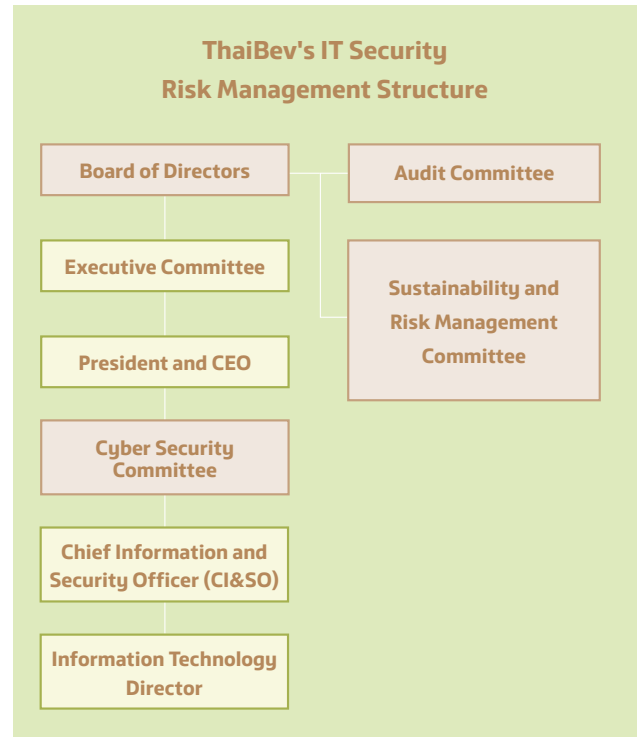 ThaiBev's IT Security
Risk Management Structure
Board of Directors
Audit Committee
Executive Committee
Sustainability and
Risk Management
Committee
President and CEO
Cyber Security
Committee
Chief Information and
Security Officer (CI&SO)
Information Technology
Director